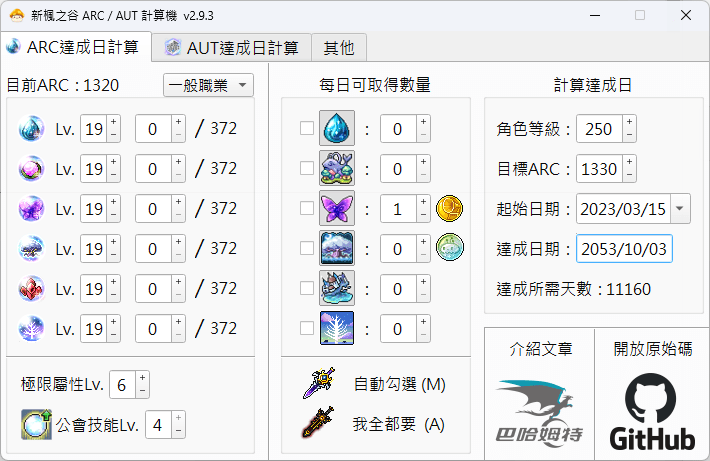 新楓之谷 ARC / AUT 計算機 v2.9.3
ARC達成日計算 AUT達成日計算 其他
目前ARC : 1320 一般職業
Lv. 19 0 / 372
Lv. 19 0 / 372
Lv. 19 0 / 372
Lv. 19 0 / 372
Lv. 19 0 / 372
Lv. 19 0 / 372
極限屬性Lv. 6
公會技能Lv. 4
每日可取得數量
: 0
: 0
: 1
: 0
: 0
: 0
自動勾選 (M)
我全都要 (A)
計算達成日
角色等級 : 250
目標ARC : 1330
起始日期 : 2023/03/15
達成日期 : 2053/10/03
達成所需天數 : 11160
介紹文章
巴哈姆特
開放原始碼
GitHub